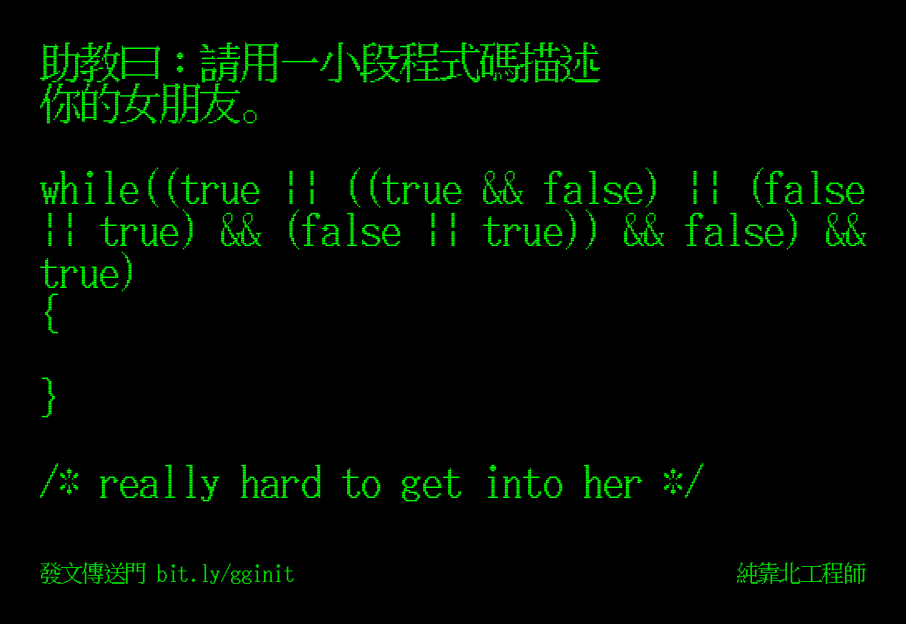 助教曰：請用一小段程式碼描述
你的女朋友。
while((true || ((true && false) || (false
|| true) && (false || true)) && false) &&
true)
{
}
/* really hard to get into her */
發文傳送門 bit.ly/gginit
純靠北工程師